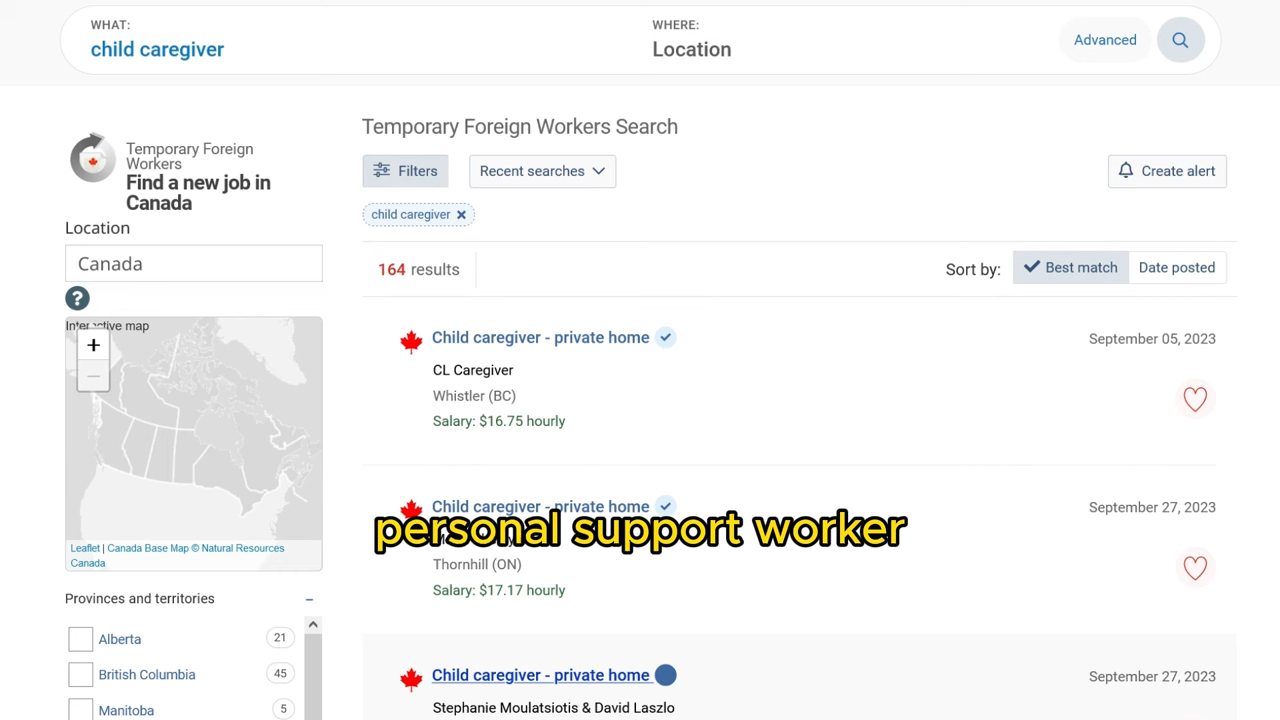 WHAT:
child caregiver
WHERE:
Location
Advanced
Temporary Foreign Workers
Find a new job in Canada
Location
Canada
?
Interactive map
+
−
Leaflet | Canada Base Map © Natural Resources Canada
Provinces and territories −
Alberta 21
British Columbia 45
Manitoba 5
Temporary Foreign Workers Search
Filters
Recent searches
Create alert
child caregiver ×
164 results
Sort by: Best match Date posted
Child caregiver - private home
September 05, 2023
CL Caregiver
Whistler (BC)
Salary: $16.75 hourly
Child caregiver - private home
September 27, 2023
personal support worker
Thornhill (ON)
Salary: $17.17 hourly
Child caregiver - private home
September 27, 2023
Stephanie Moulatsiotis & David Laszlo